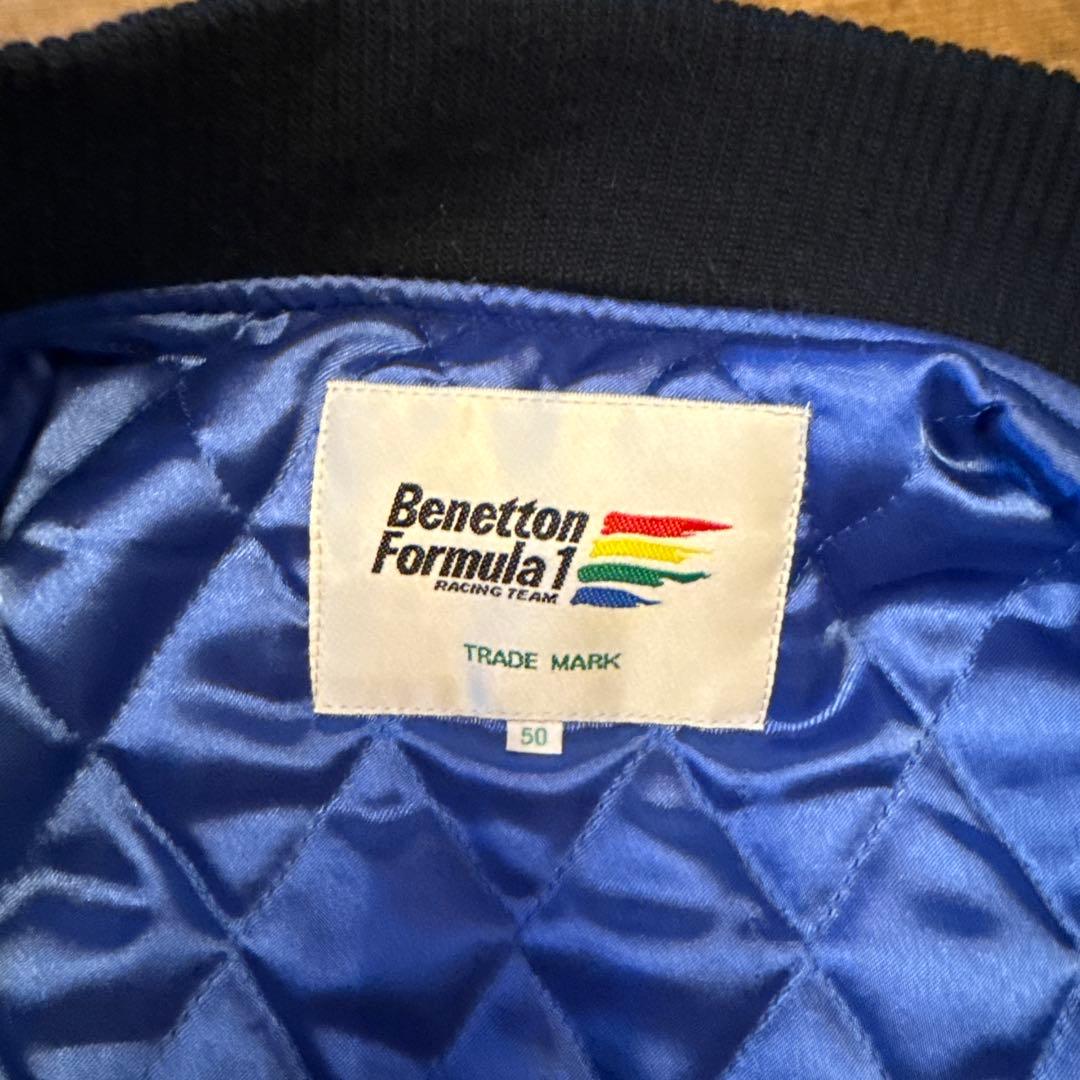 Benetton
Formula 1
RACING TEAM
TRADE MARK
50